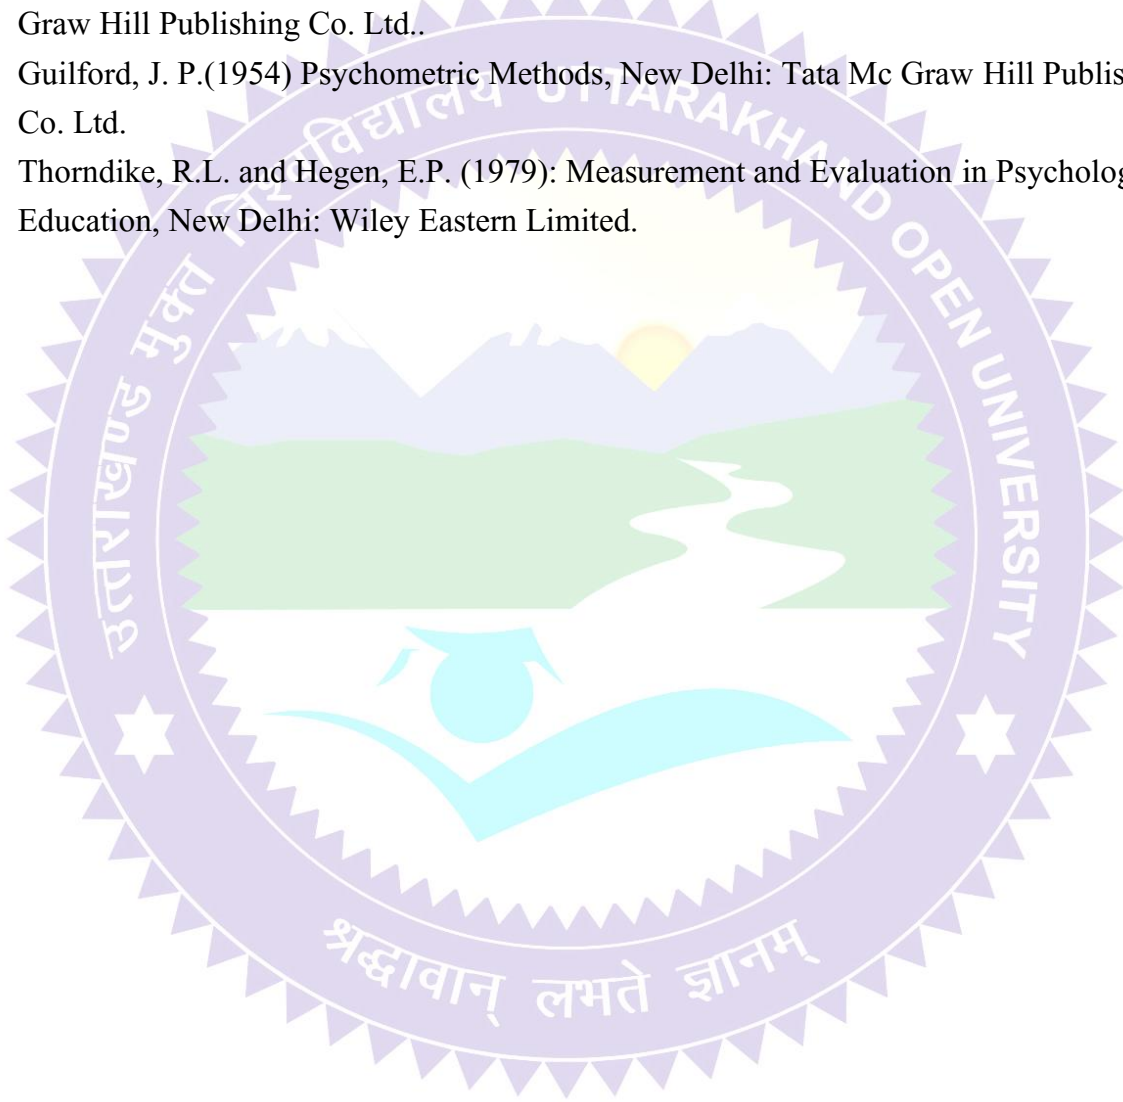 Graw Hill Publishing Co. Ltd..
Guilford, J. P.(1954) Psychometric Methods, New Delhi: Tata Mc Graw Hill Publis
Co. Ltd.
Thorndike, R.L. and Hegen, E.P. (1979): Measurement and Evaluation in Psycholog
Education, New Delhi: Wiley Eastern Limited.
उत्तराखण्ड मुक्त विश्वविद्यालय UTTARAKHAND OPEN UNIVERSITY
श्रद्धावान् लभते ज्ञानम्